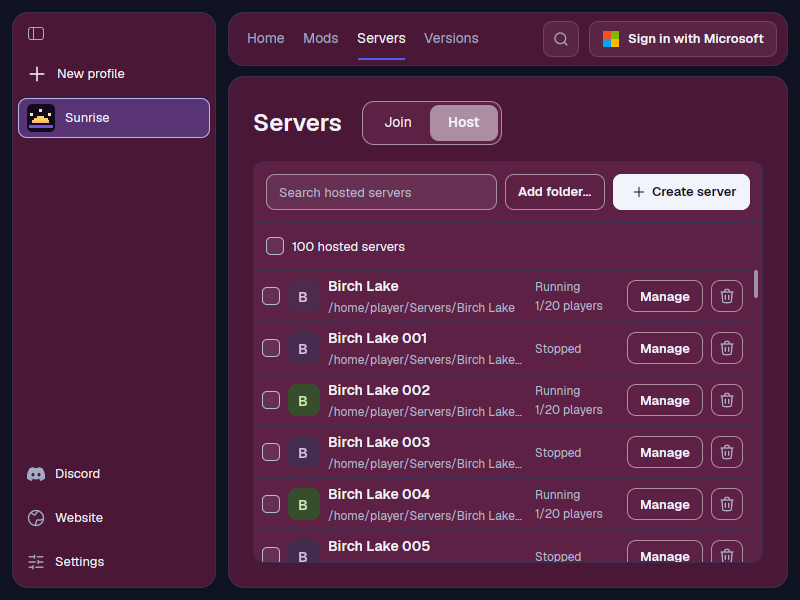 Home Mods Servers Versions
Sign in with Microsoft
New profile
Sunrise
Servers
Join Host
Search hosted servers
Add folder...
Create server
100 hosted servers
B
Birch Lake
/home/player/Servers/Birch Lake
Running
1/20 players
Manage
B
Birch Lake 001
/home/player/Servers/Birch Lake...
Stopped
Manage
B
Birch Lake 002
/home/player/Servers/Birch Lake...
Running
1/20 players
Manage
B
Birch Lake 003
/home/player/Servers/Birch Lake...
Stopped
Manage
B
Birch Lake 004
/home/player/Servers/Birch Lake...
Running
1/20 players
Manage
B
Birch Lake 005
Stopped
Manage
Discord
Website
Settings